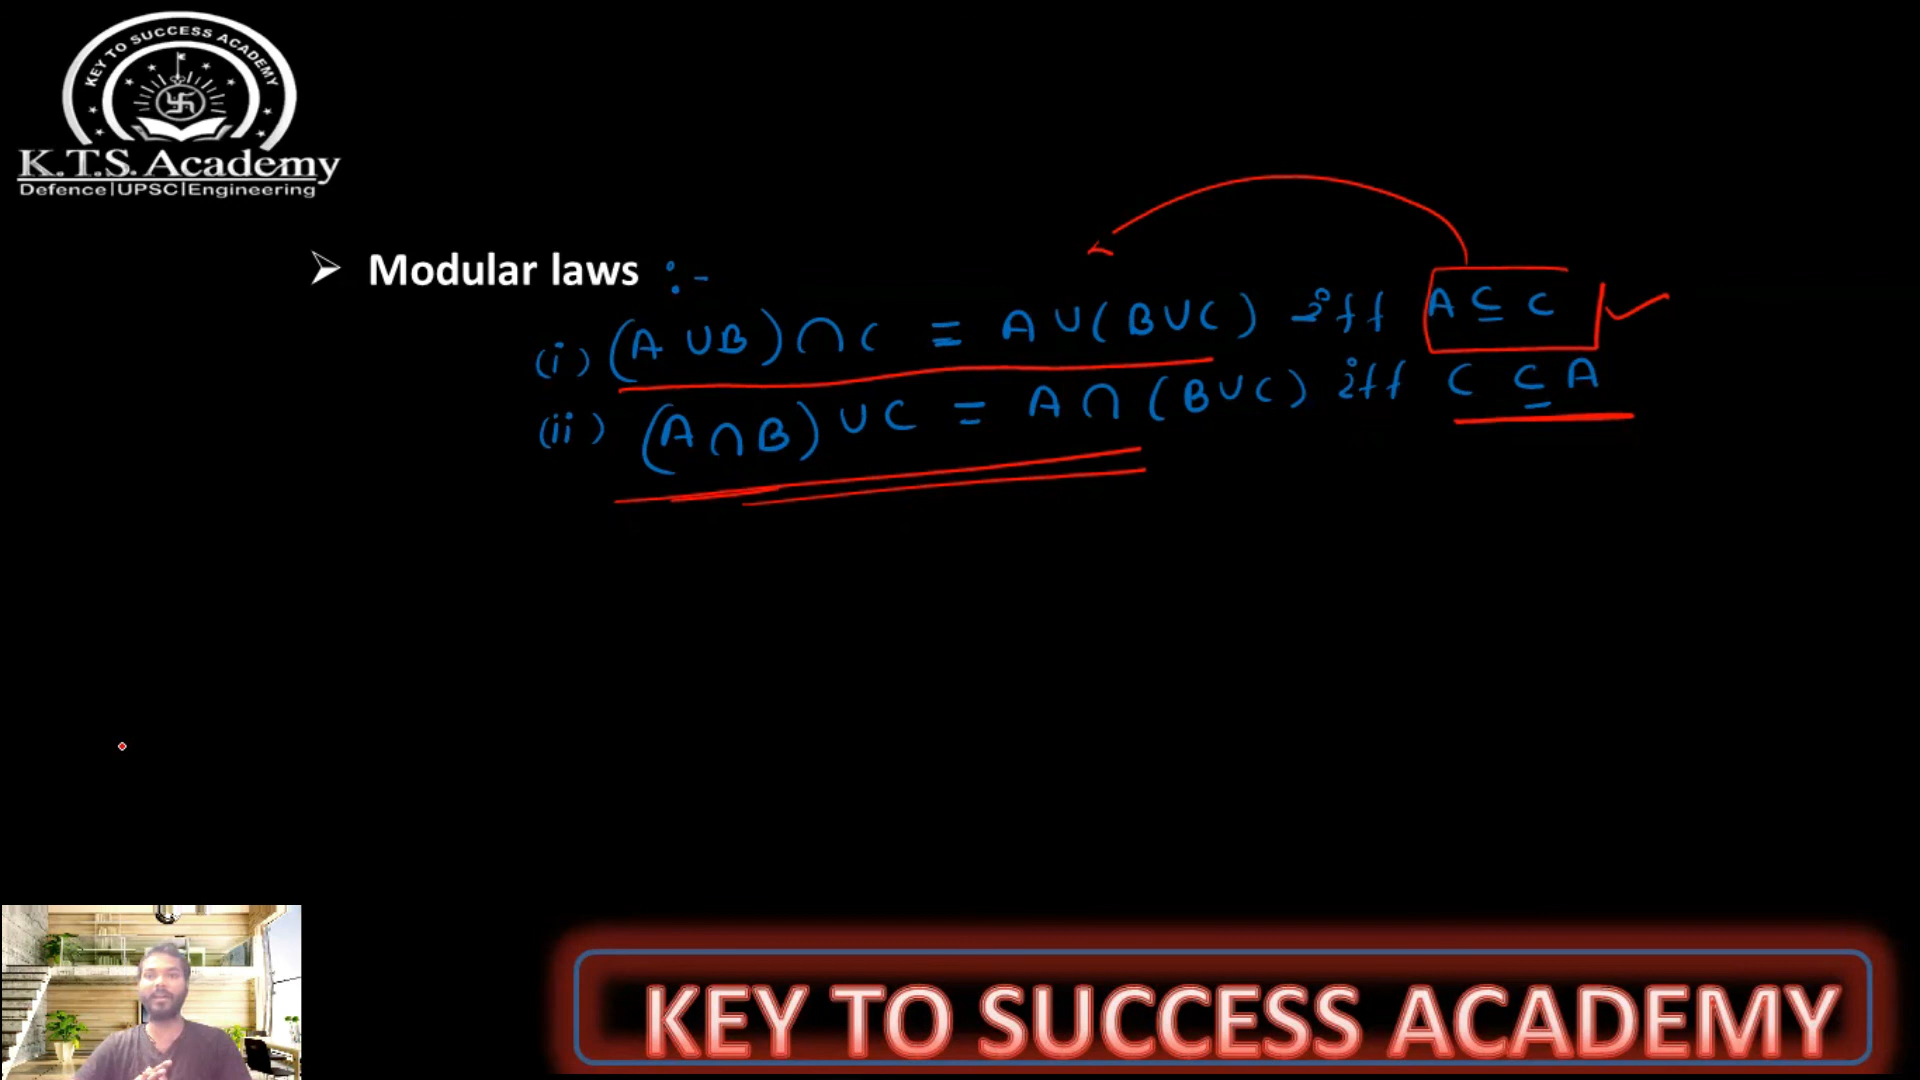 KEY TO SUCCESS ACADEMY
K.T.S. Academy
Defence|UPSC|Engineering
➢ Modular laws :-
(i) (A ∪ B) ∩ C = A ∪ (B ∪ C) iff A ⊆ C
(ii) (A ∩ B) ∪ C = A ∩ (B ∪ C) iff C ⊆ A
KEY TO SUCCESS ACADEMY